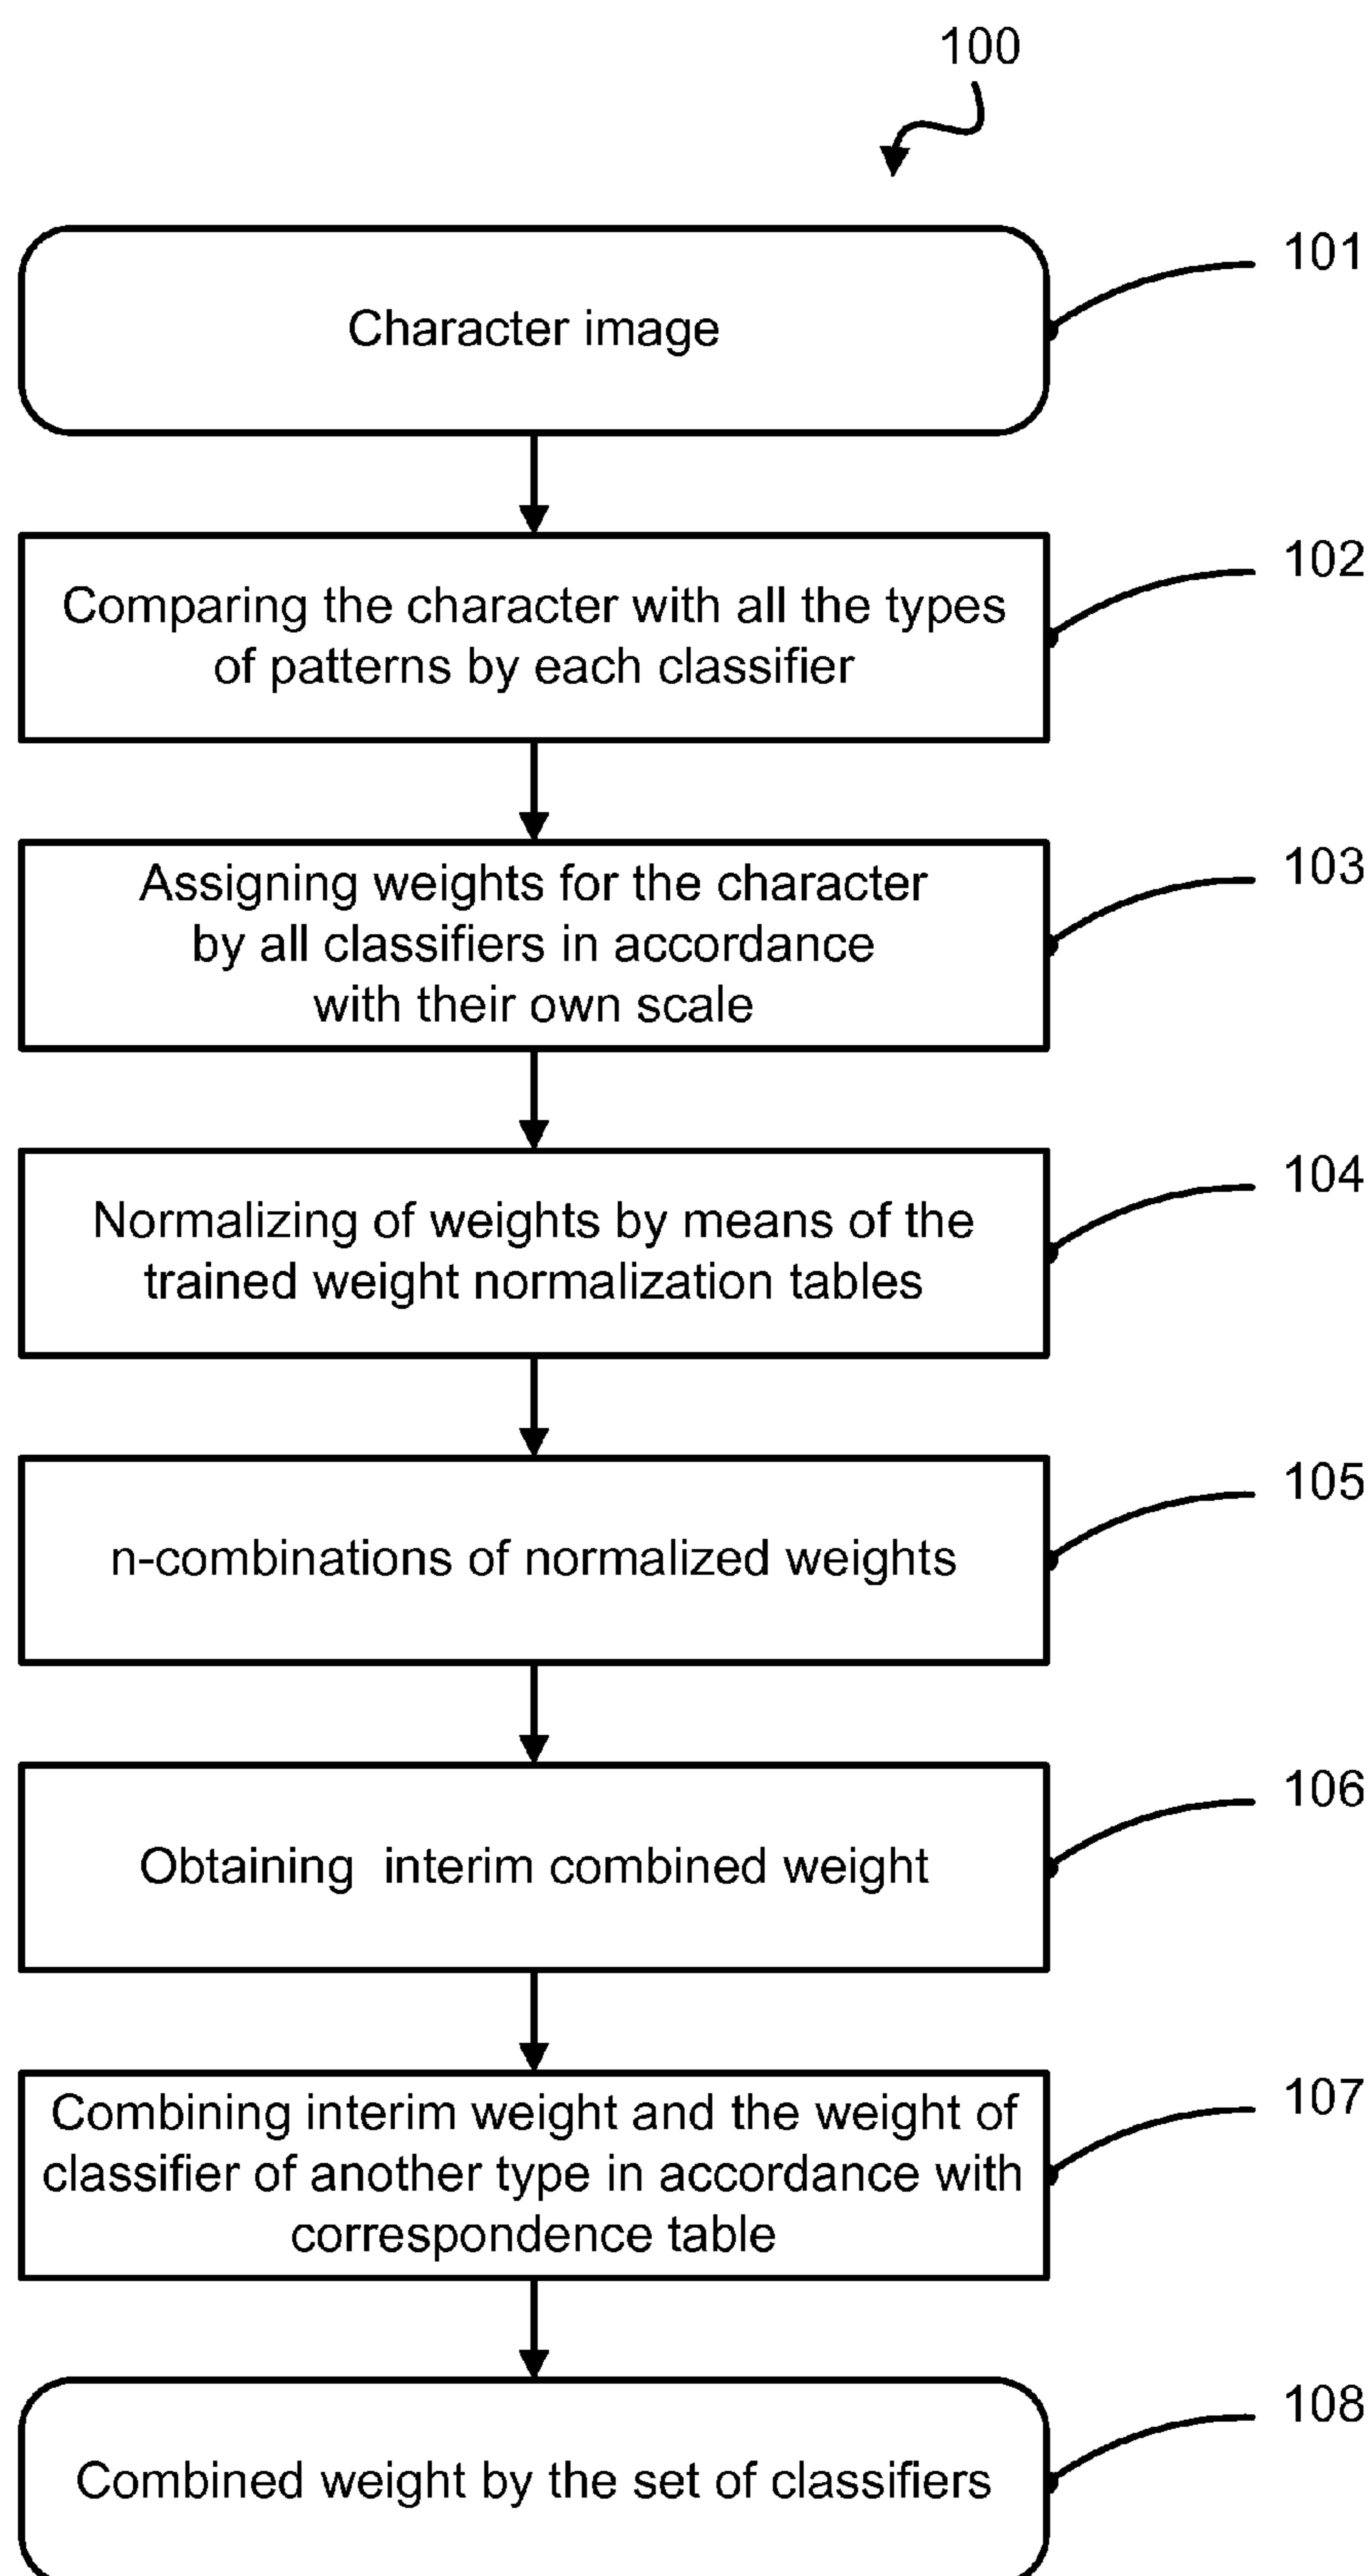 100
101
Character image
102
Comparing the character with all the types
of patterns by each classifier
103
Assigning weights for the character
by all classifiers in accordance
with their own scale
104
Normalizing of weights by means of the
trained weight normalization tables
105
n-combinations of normalized weights
106
Obtaining interim combined weight
107
Combining interim weight and the weight of
classifier of another type in accordance with
correspondence table
108
Combined weight by the set of classifiers